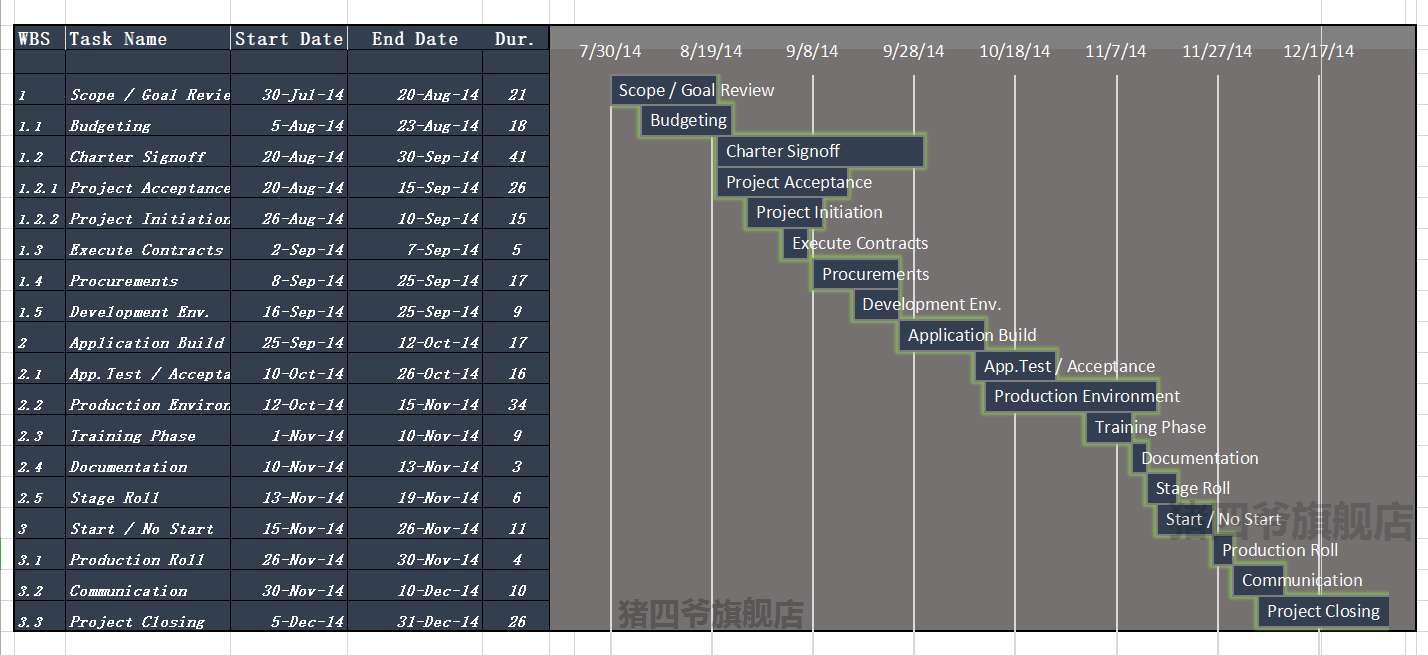 WBS Task Name Start Date End Date Dur.
1 Scope / Goal Revie 30-Jul-14 20-Aug-14 21
1.1 Budgeting 5-Aug-14 23-Aug-14 18
1.2 Charter Signoff 20-Aug-14 30-Sep-14 41
1.2.1 Project Acceptance 20-Aug-14 15-Sep-14 26
1.2.2 Project Initiation 26-Aug-14 10-Sep-14 15
1.3 Execute Contracts 2-Sep-14 7-Sep-14 5
1.4 Procurements 8-Sep-14 25-Sep-14 17
1.5 Development Env. 16-Sep-14 25-Sep-14 9
2 Application Build 25-Sep-14 12-Oct-14 17
2.1 App.Test / Accepta 10-Oct-14 26-Oct-14 16
2.2 Production Environ 12-Oct-14 15-Nov-14 34
2.3 Training Phase 1-Nov-14 10-Nov-14 9
2.4 Documentation 10-Nov-14 13-Nov-14 3
2.5 Stage Roll 13-Nov-14 19-Nov-14 6
3 Start / No Start 15-Nov-14 26-Nov-14 11
3.1 Production Roll 26-Nov-14 30-Nov-14 4
3.2 Communication 30-Nov-14 10-Dec-14 10
3.3 Project Closing 5-Dec-14 31-Dec-14 26
7/30/14 8/19/14 9/8/14 9/28/14 10/18/14 11/7/14 11/27/14 12/17/14
Scope / Goal Review
Budgeting
Charter Signoff
Project Acceptance
Project Initiation
Execute Contracts
Procurements
Development Env.
Application Build
App.Test / Acceptance
Production Environment
Training Phase
Documentation
Stage Roll
Start / No Start
猪四爷旗舰店
Production Roll
Communication
Project Closing
猪四爷旗舰店